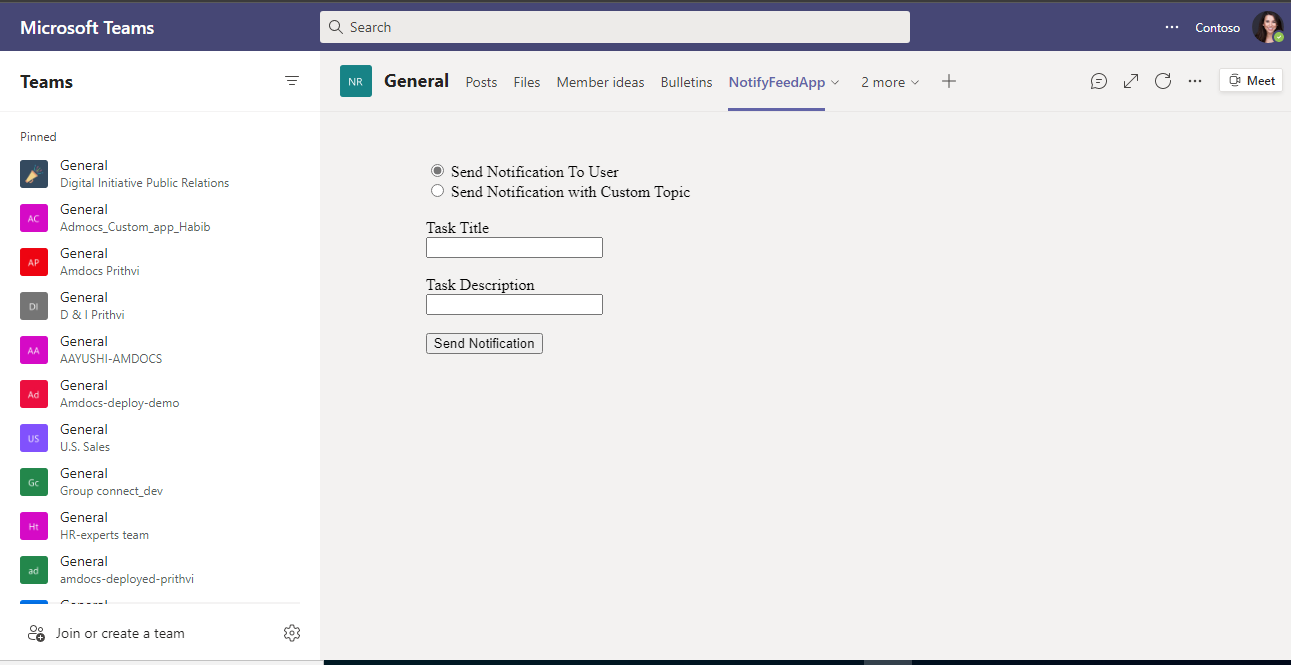 Microsoft Teams
Search
Contoso
Teams
NR
General
Posts
Files
Member ideas
Bulletins
NotifyFeedApp
2 more
Meet
Pinned
General
Digital Initiative Public Relations
AC
General
Admocs_Custom_app_Habib
AP
General
Amdocs Prithvi
DI
General
D & I Prithvi
AA
General
AAYUSHI-AMDOCS
Ad
General
Amdocs-deploy-demo
US
General
U.S. Sales
Gc
General
Group connect_dev
Ht
General
HR-experts team
ad
General
amdocs-deployed-prithvi
General
Join or create a team
Send Notification To User
Send Notification with Custom Topic
Task Title
Task Description
Send Notification